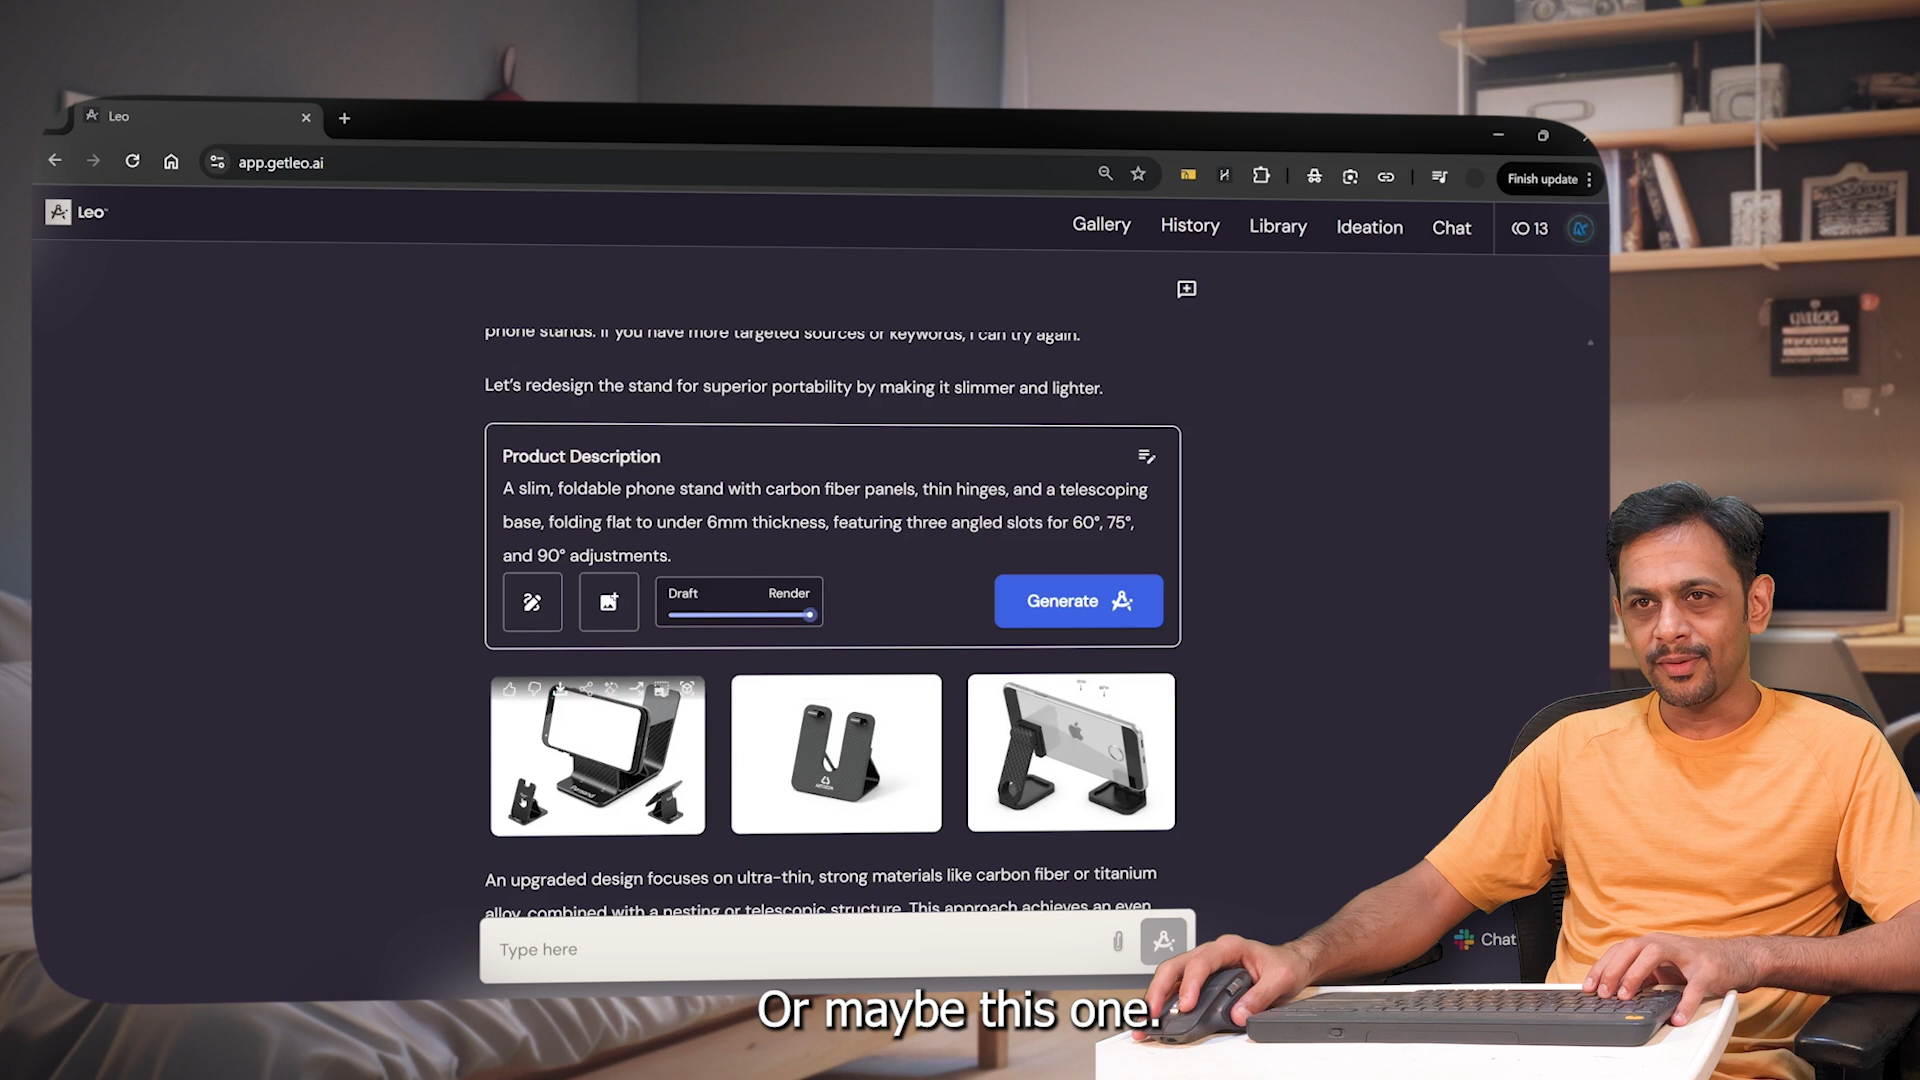 Leo
app.getleo.ai
Finish update
Leo
Gallery
History
Library
Ideation
Chat
13
phone stands. If you have more targeted sources or keywords, I can try again.
Let's redesign the stand for superior portability by making it slimmer and lighter.
Product Description
A slim, foldable phone stand with carbon fiber panels, thin hinges, and a telescoping
base, folding flat to under 6mm thickness, featuring three angled slots for 60°, 75°,
and 90° adjustments.
Draft
Render
Generate
An upgraded design focuses on ultra-thin, strong materials like carbon fiber or titanium
alloy, combined with a nesting or telescopic structure. This approach achieves an even
Type here
Chat
Or maybe this one.